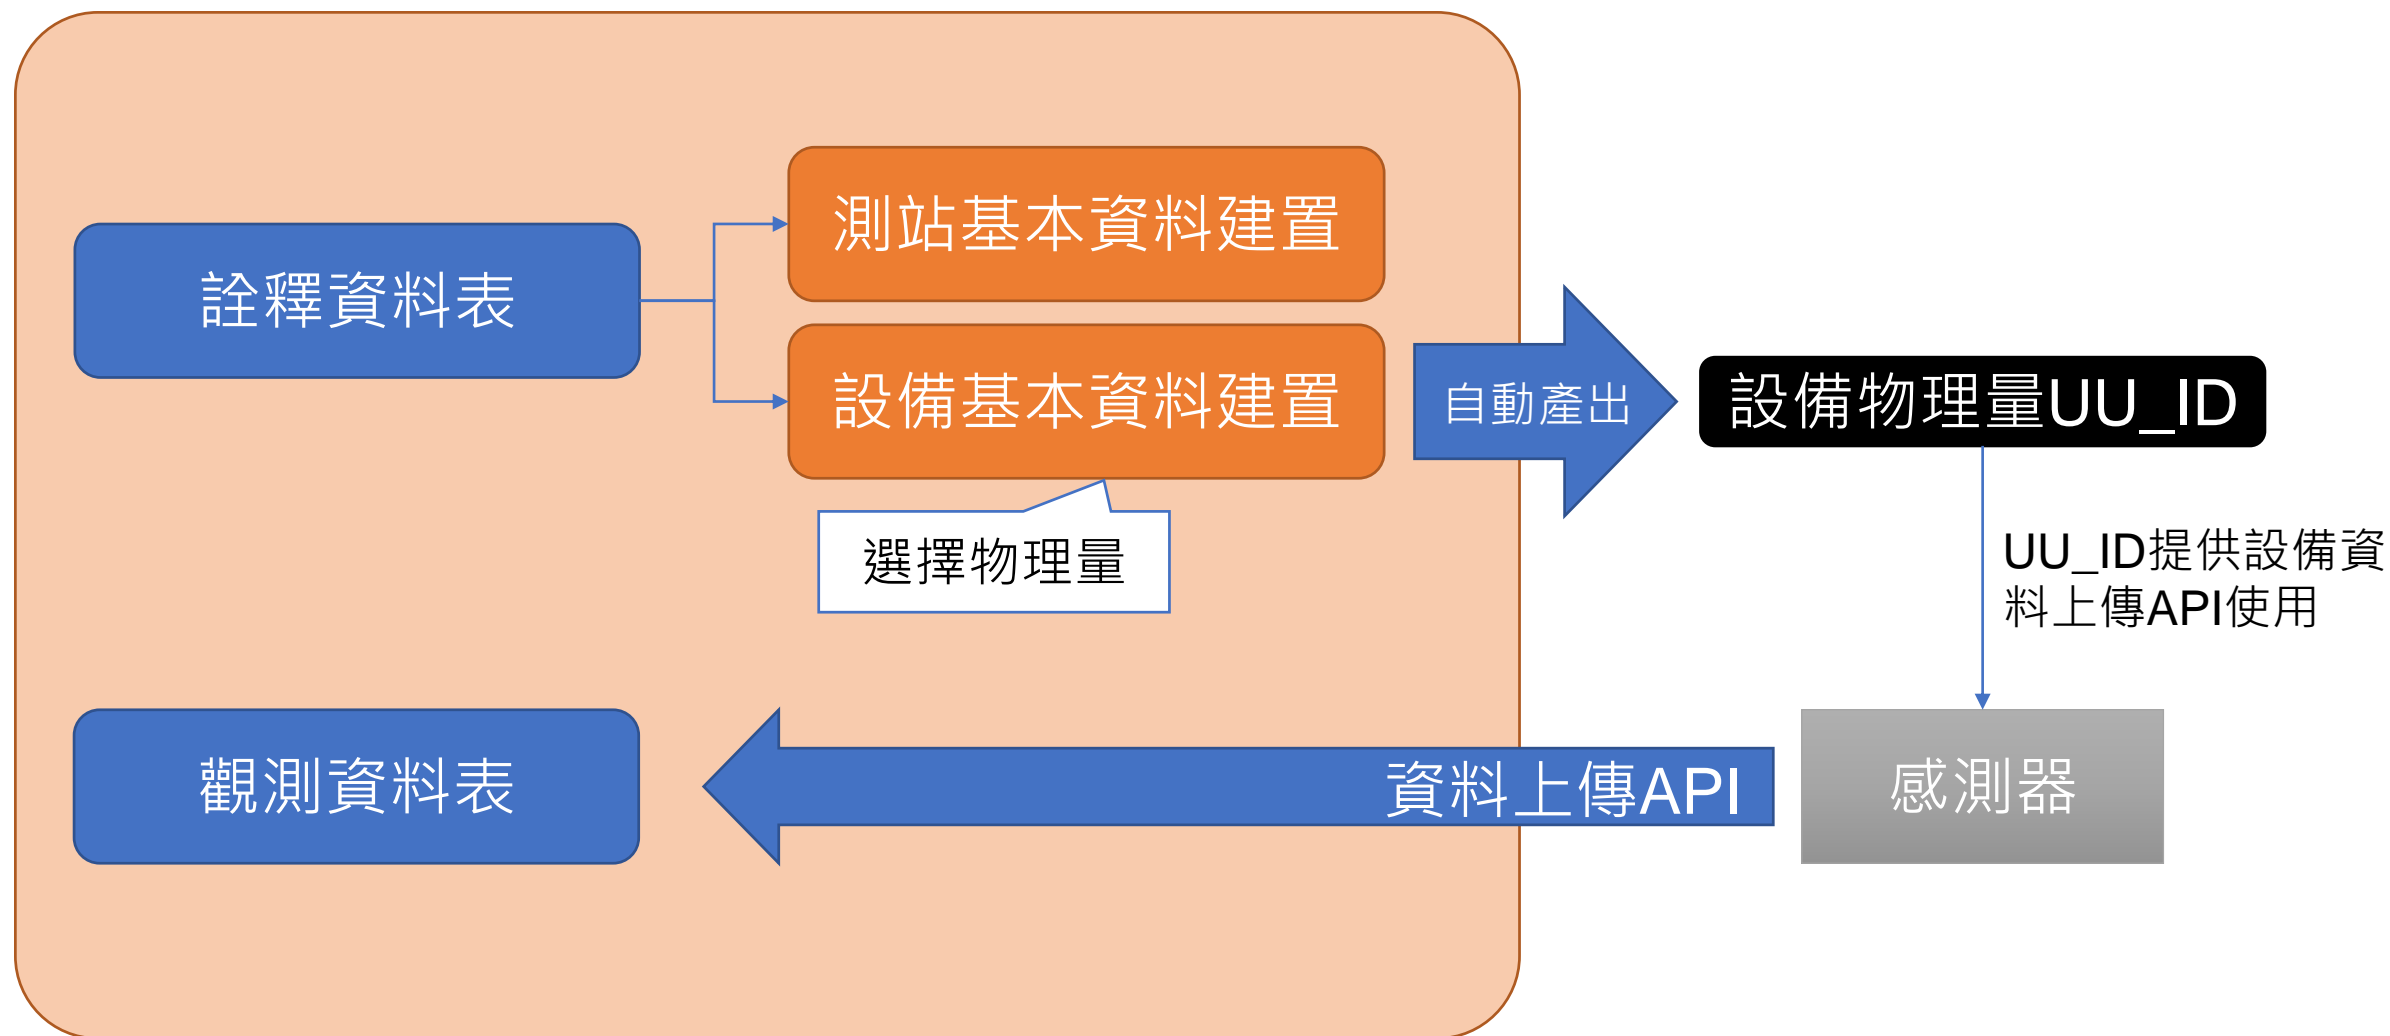 測站基本資料建置
詮釋資料表
設備基本資料建置
自動產出
設備物理量UU_ID
選擇物理量
UU_ID提供設備資
料上傳API使用
觀測資料表
資料上傳API
感測器